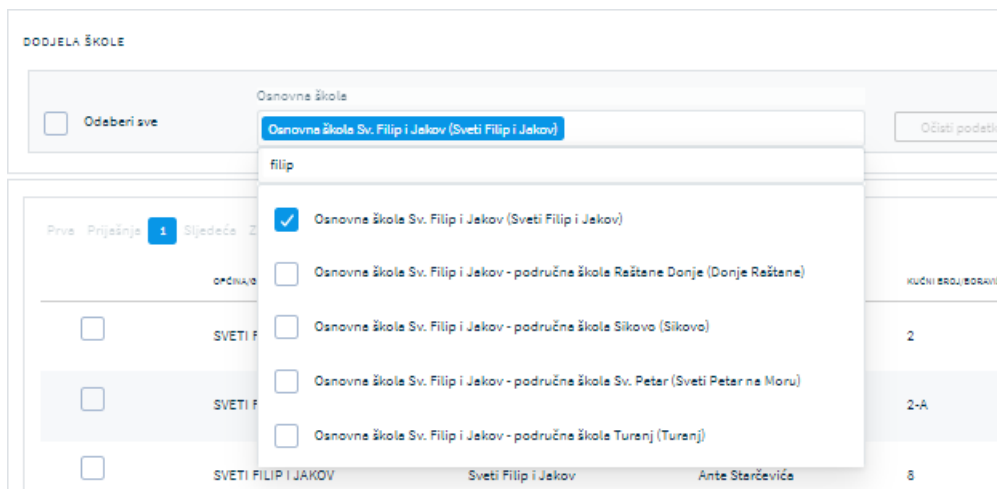 DODJELA ŠKOLE
Osnovna škola
Odaberi sve
Osnovna škola Sv. Filip i Jakov (Sveti Filip i Jakov)
Očisti
filip
Osnovna škola Sv. Filip i Jakov (Sveti Filip i Jakov)
Prva Prijašnja 1 Sljedeća
Osnovna škola Sv. Filip i Jakov - područna škola Raštane Donje (Donje Raštane)
KUĆNI
Osnovna škola Sv. Filip i Jakov - područna škola Sikovo (Sikovo)
SVETI
2
Osnovna škola Sv. Filip i Jakov - područna škola Sv. Petar (Sveti Petar na Moru)
SVETI
2-A
Osnovna škola Sv. Filip i Jakov - područna škola Turanj (Turanj)
SVETI FILIP I JAKOV Sveti Filip i Jakov Ante Starčevića 8